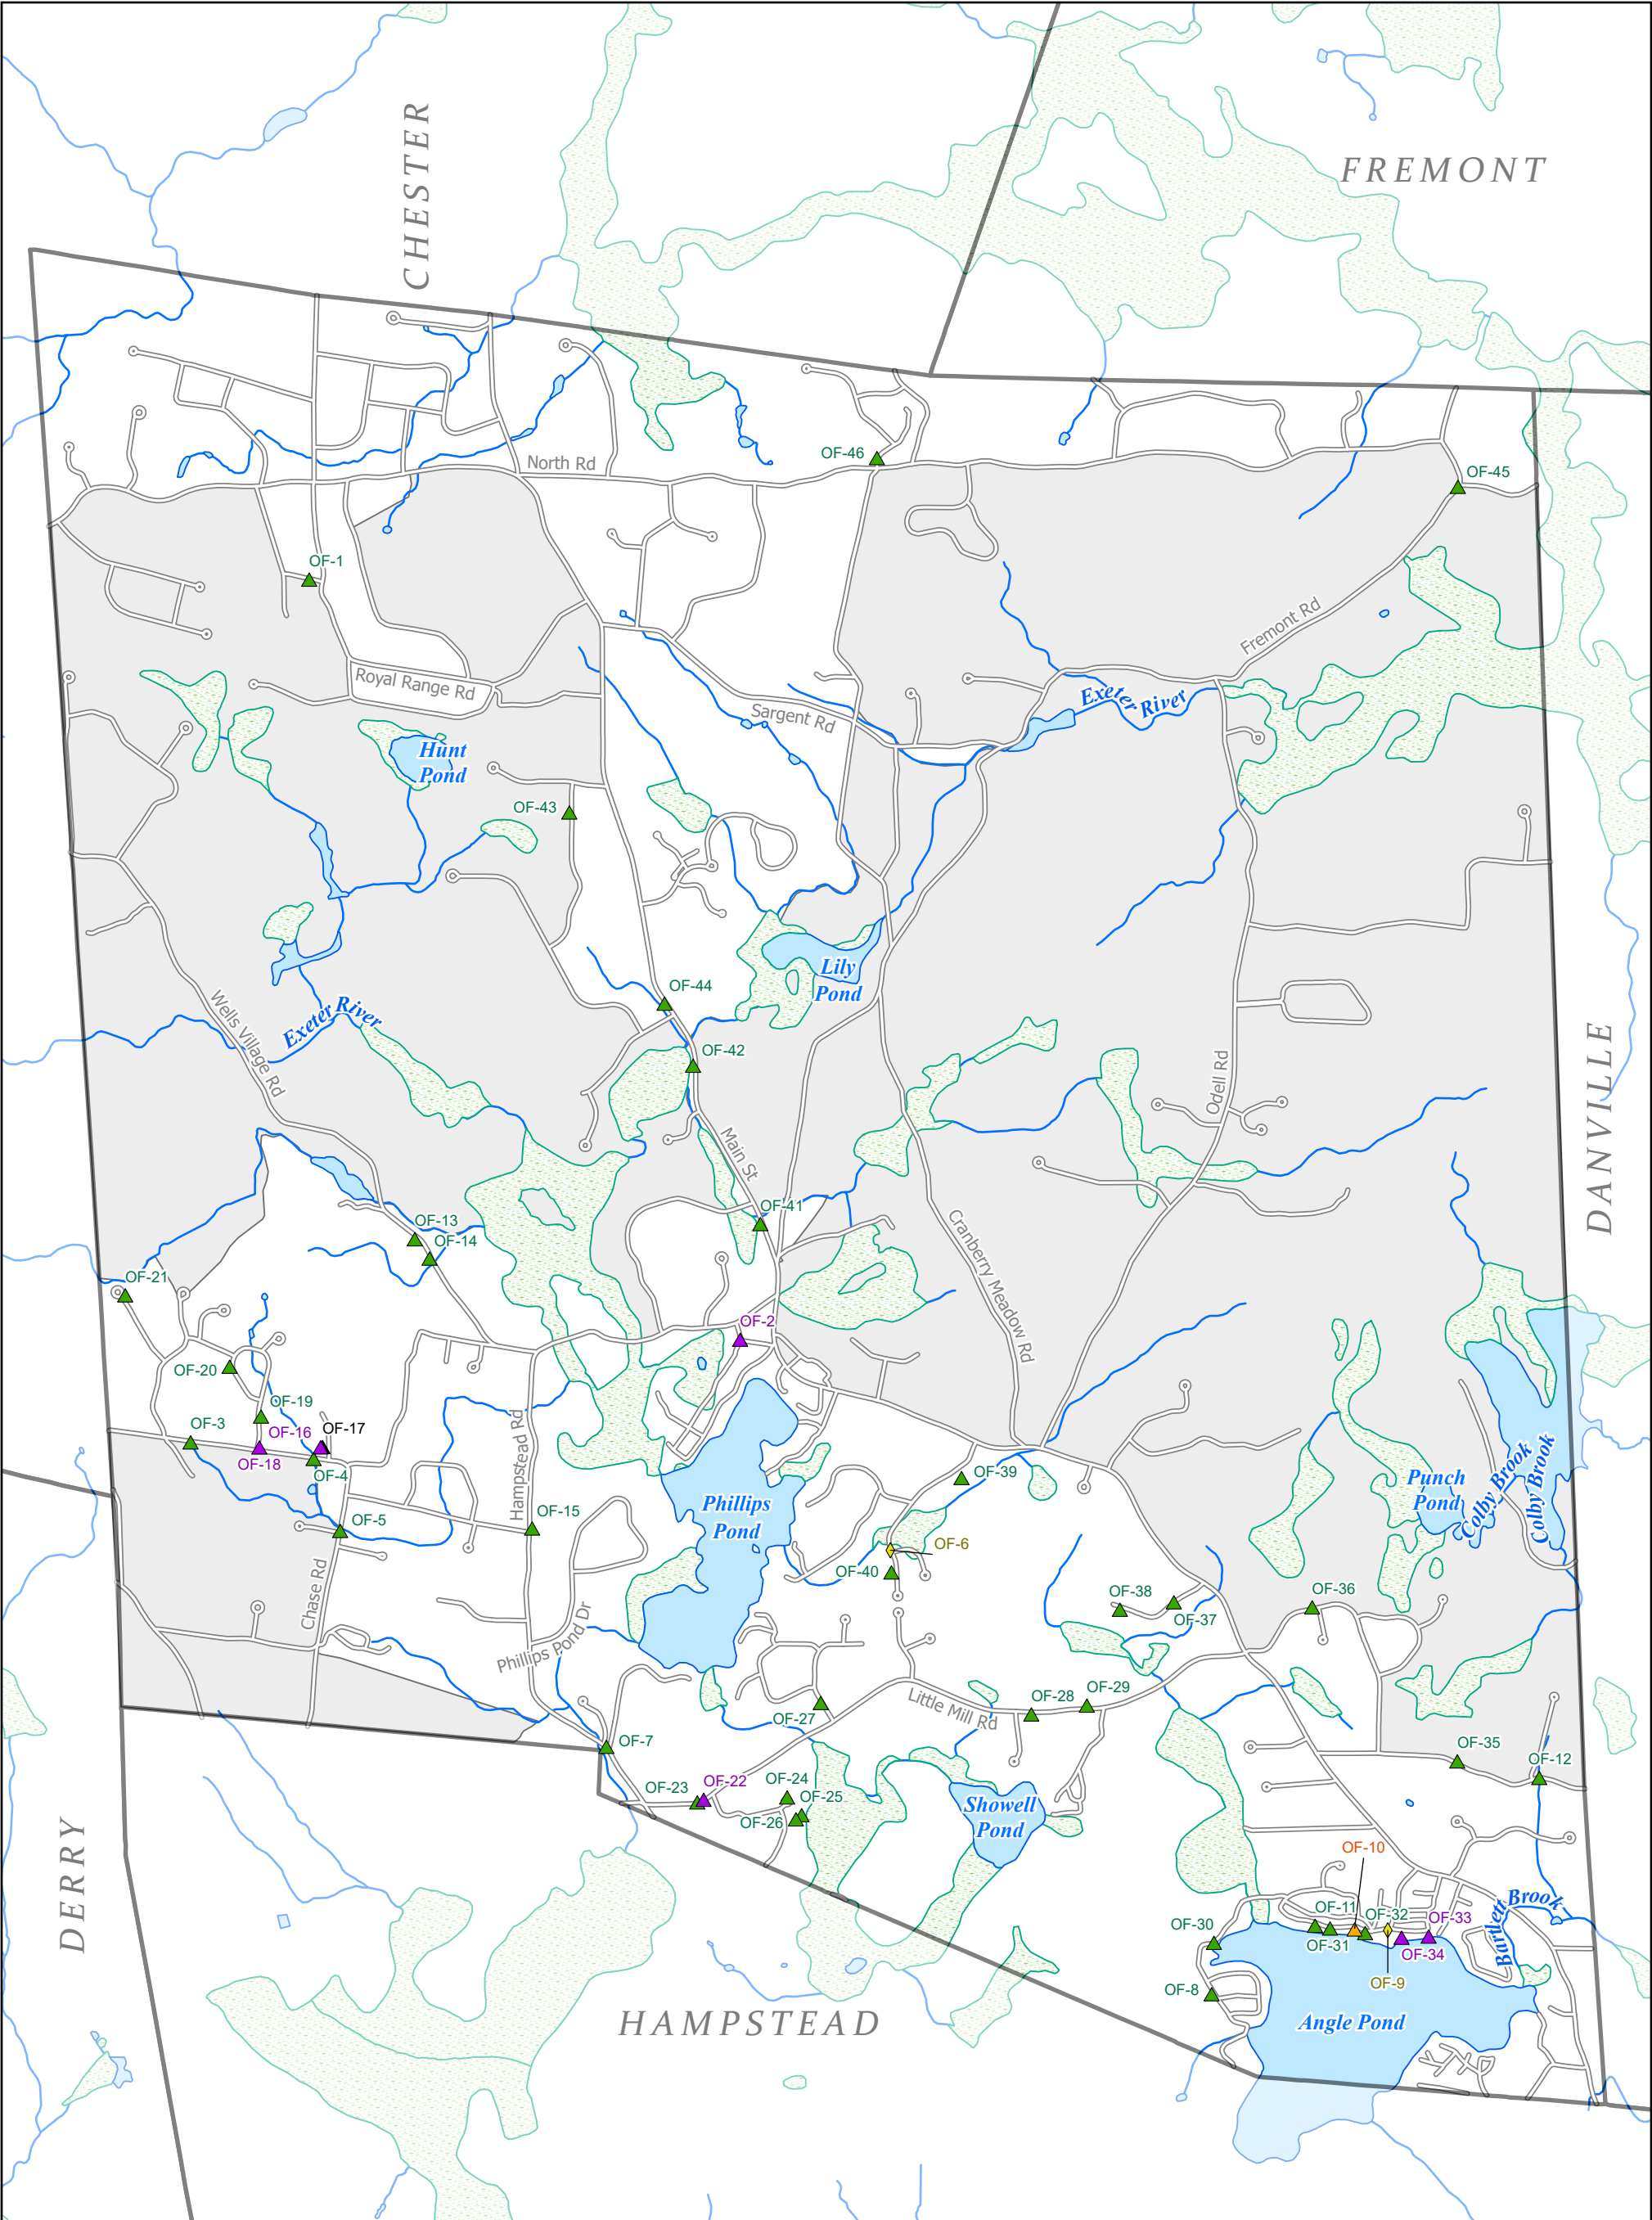 CHESTER
FREMONT
North Rd
OF-46
OF-45
OF-1
Fremont Rd
Royal Range Rd
Exeter River
Sargent Rd
Hunt
Pond
OF-43
Lily
Pond
OF-44
Wells Village Rd
Exeter River
OF-42
Odell Rd
DANVILLE
Main St
OF-41
OF-13
OF-14
Cranberry Meadow Rd
OF-21
OF-2
OF-20
OF-19
OF-3
OF-16
OF-17
OF-18
OF-4
Hampstead Rd
OF-39
Phillips
Pond
Punch
Pond
Colby Brook
Colby Brook
OF-5
OF-15
OF-6
OF-40
Chase Rd
OF-38
OF-37
OF-36
Phillips Pond Dr
Little Mill Rd
OF-28
OF-29
OF-27
OF-7
OF-35
OF-12
OF-23
OF-22
OF-24
OF-25
OF-26
Showell
Pond
DERRY
OF-10
OF-11
OF-32
OF-33
Bartlett Brook
OF-30
OF-31
OF-34
OF-9
OF-8
HAMPSTEAD
Angle Pond